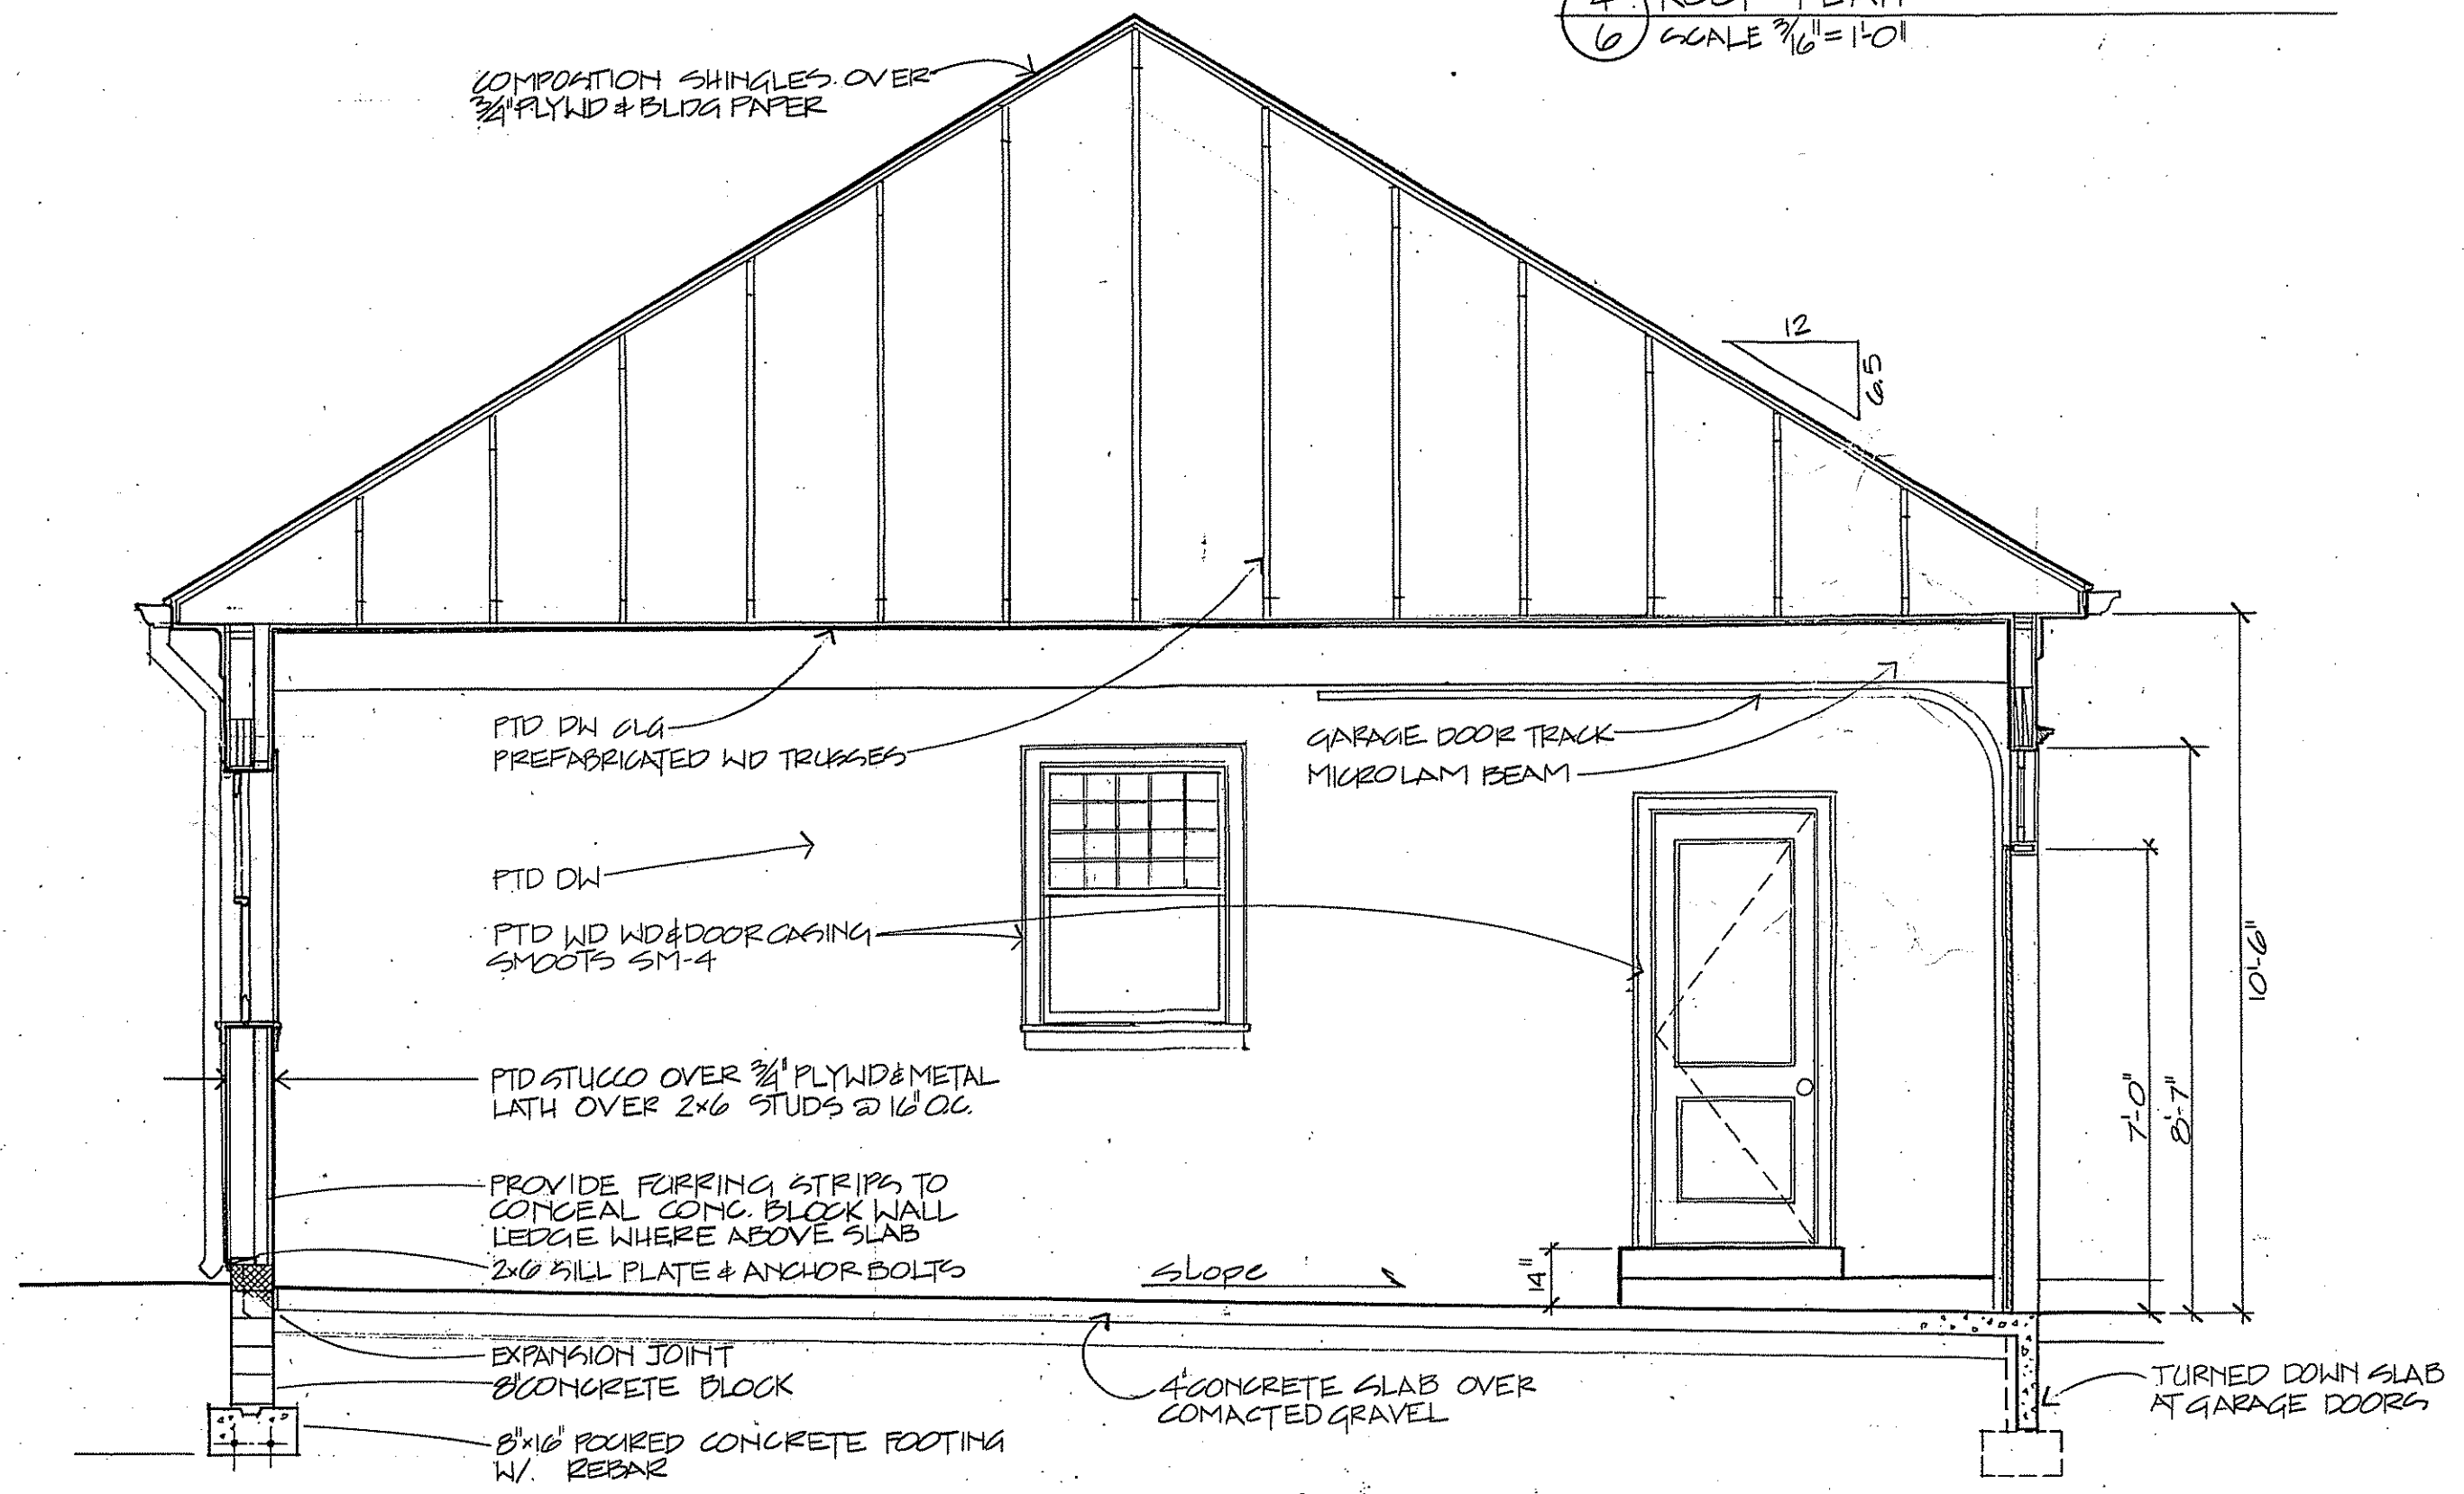 4
6
SCALE 3/16" = 1'-0"
COMPOSTION SHINGLES. OVER
3/4" PLYWD & BLDG PAPER
12
6.5
PTD DW CLG
PREFABRICATED WD TRUSSES
GARAGE DOOR TRACK
MICROLAM BEAM
PTD DW
PTD WD WD & DOOR CASING
SMOOTS SM-4
PTD STUCCO OVER 3/4" PLYWD & METAL
LATH OVER 2x6 STUDS @ 16" O.C.
PROVIDE FURRING STRIPS TO
CONCEAL CONC. BLOCK WALL
LEDGE WHERE ABOVE SLAB
2x6 SILL PLATE & ANCHOR BOLTS
Slope
14"
7'-0"
8'-7"
10'-6"
EXPANSION JOINT
8" CONCRETE BLOCK
8"x16" POURED CONCRETE FOOTING
W/. REBAR
4" CONCRETE SLAB OVER
COMACTED GRAVEL
TURNED DOWN SLAB
AT GARAGE DOORS